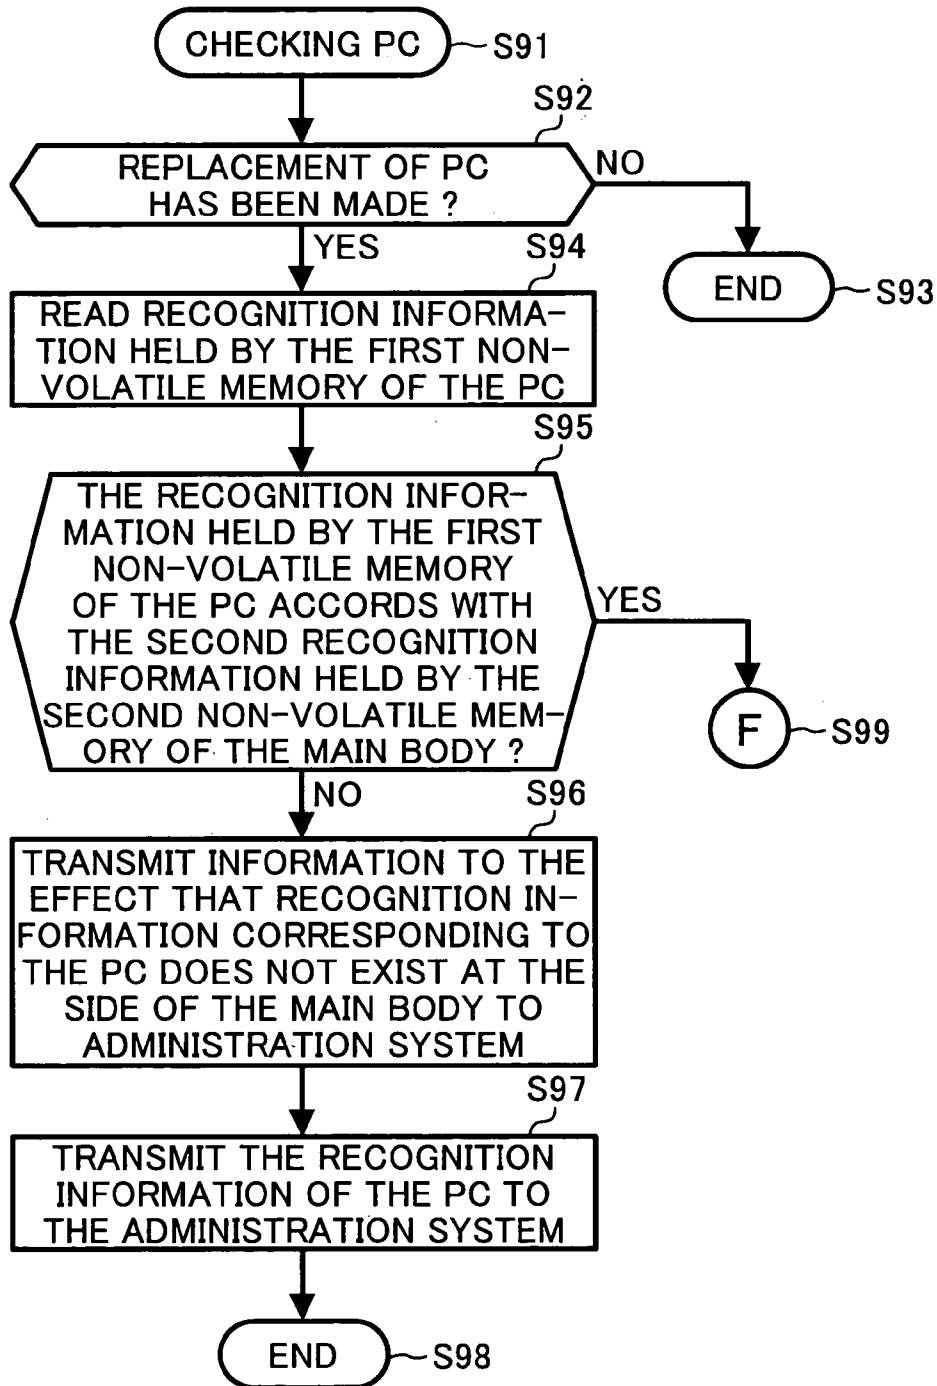 CHECKING PC
S91
S92
REPLACEMENT OF PC
HAS BEEN MADE ?
NO
YES
END
S93
S94
READ RECOGNITION INFORMA-
TION HELD BY THE FIRST NON-
VOLATILE MEMORY OF THE PC
S95
THE RECOGNITION INFOR-
MATION HELD BY THE FIRST
NON-VOLATILE MEMORY
OF THE PC ACCORDS WITH
THE SECOND RECOGNITION
INFORMATION HELD BY THE
SECOND NON-VOLATILE MEM-
ORY OF THE MAIN BODY ?
YES
F
S99
NO
S96
TRANSMIT INFORMATION TO THE
EFFECT THAT RECOGNITION IN-
FORMATION CORRESPONDING TO
THE PC DOES NOT EXIST AT THE
SIDE OF THE MAIN BODY TO
ADMINISTRATION SYSTEM
S97
TRANSMIT THE RECOGNITION
INFORMATION OF THE PC TO
THE ADMINISTRATION SYSTEM
END
S98